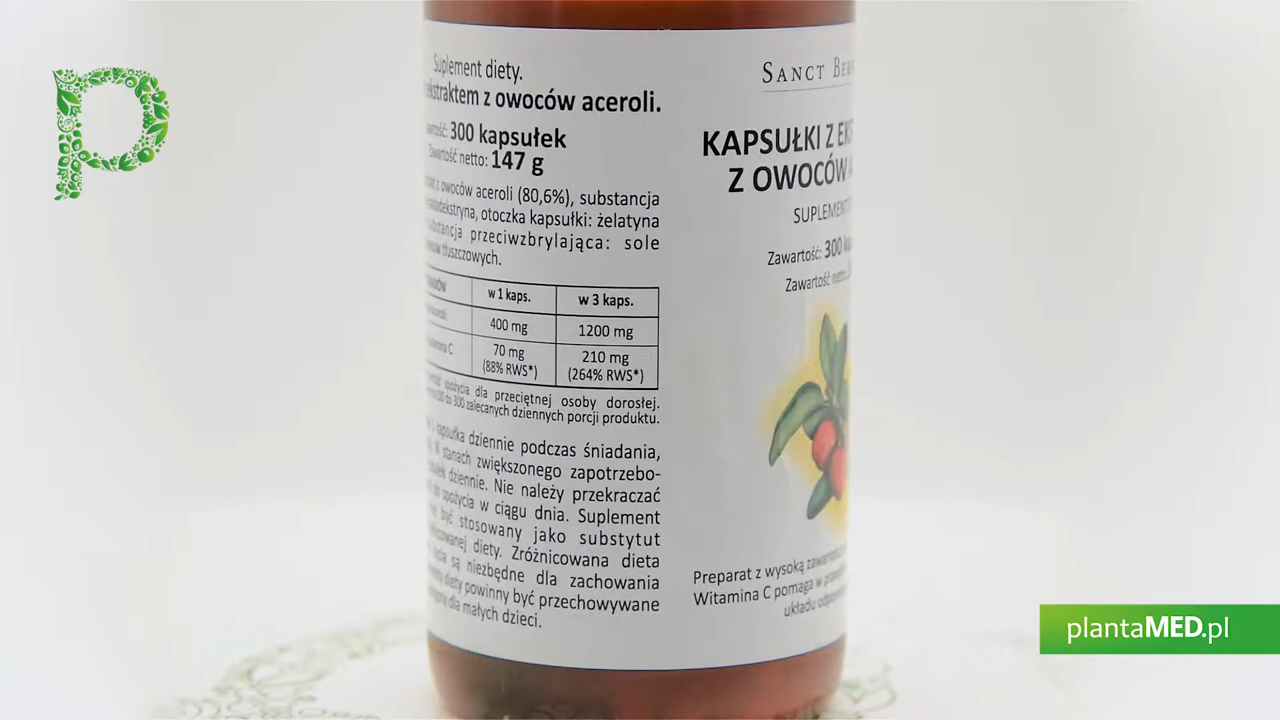 Suplement diety.
ekstraktem z owoców aceroli.
300 kapsułek
Zawartość netto: 147 g
z owoców aceroli (80,6%), substancja
otoczka kapsułki: żelatyna
przeciwzbrylająca: sole
tłuszczowych.
w 1 kaps. w 3 kaps.
400 mg 1200 mg
70 mg 210 mg
(88% RWS*) (264% RWS*)
spożycia dla przeciętnej osoby dorosłej.
do 300 zalecanych dziennych porcji produktu.
kapsułka dziennie podczas śniadania,
stanach zwiększonego zapotrzebo-
dziennie. Nie należy przekraczać
spożycia w ciągu dnia. Suplement
być stosowany jako substytut
diety. Zróżnicowana dieta
są niezbędne dla zachowania
diety powinny być przechowywane
dla małych dzieci.
SANCT
KAPSUŁKI Z
Z OWOCÓW
Zawartość: 300
Zawartość
Preparat z wysoką
Witamina C pomaga w
układu
p
plantaMED.pl